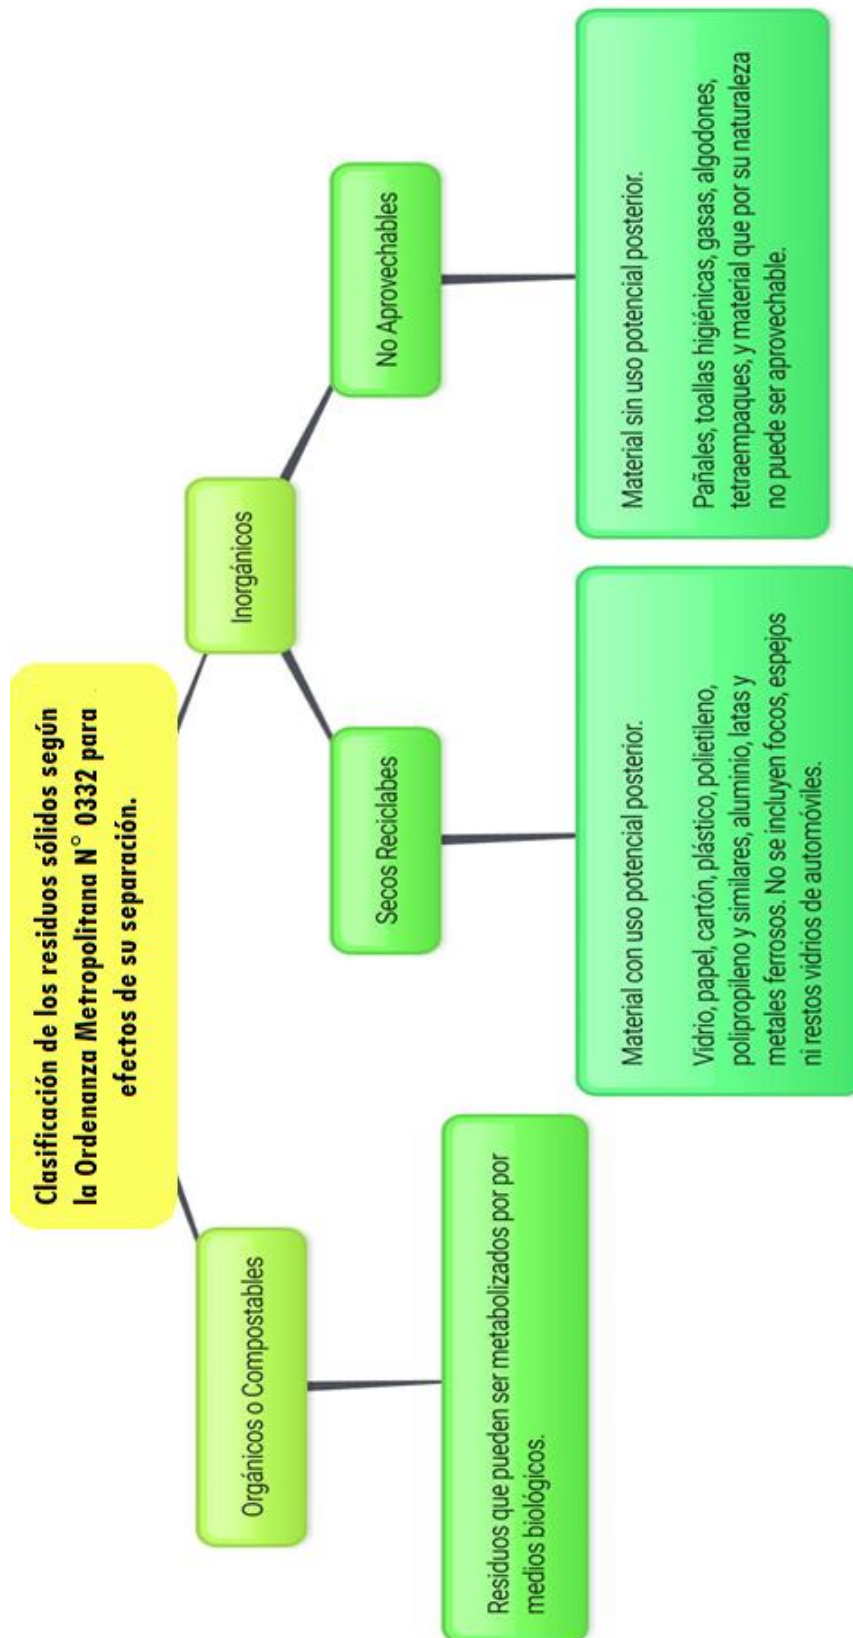 Clasificación de los residuos sólidos según
la Ordenanza Metropolitana N° 0332 para
efectos de su separación.
Orgánicos o Compostables
Residuos que pueden ser metabolizados por por
medios biológicos.
Inorgánicos
Secos Reciclabes
Material con uso potencial posterior.
Vidrio, papel, cartón, plástico, polietileno,
polipropileno y similares, aluminio, latas y
metales ferrosos. No se incluyen focos, espejos
ni restos vidrios de automóviles.
No Aprovechables
Material sin uso potencial posterior.
Pañales, toallas higiénicas, gasas, algodones,
tetraempaques, y material que por su naturaleza
no puede ser aprovechable.